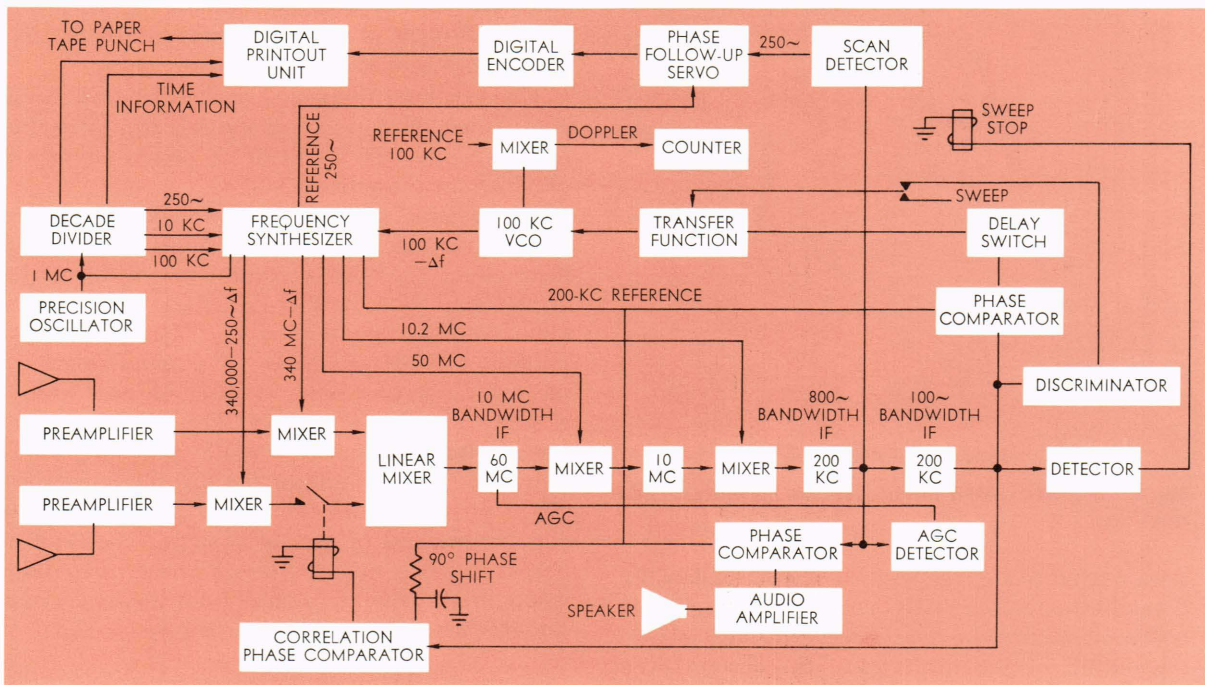 TO PAPER
TAPE PUNCH
DIGITAL
PRINTOUT
UNIT
DIGITAL
ENCODER
PHASE
FOLLOW-UP
SERVO
250~
SCAN
DETECTOR
TIME
INFORMATION
SWEEP
STOP
REFERENCE
100 KC
MIXER
DOPPLER
COUNTER
REFERENCE
250~
SWEEP
DECADE
DIVIDER
250~
10 KC
100 KC
FREQUENCY
SYNTHESIZER
100 KC
-Δf
100 KC
VCO
TRANSFER
FUNCTION
DELAY
SWITCH
1 MC
PRECISION
OSCILLATOR
200-KC REFERENCE
PHASE
COMPARATOR
10.2 MC
50 MC
340,000-250~Δf
340 MC-Δf
DISCRIMINATOR
PREAMPLIFIER
MIXER
LINEAR
MIXER
10 MC
BANDWIDTH
IF
60
MC
MIXER
10
MC
MIXER
800~
BANDWIDTH
IF
200
KC
100~
BANDWIDTH
IF
200
KC
DETECTOR
PREAMPLIFIER
MIXER
AGC
PHASE
COMPARATOR
AGC
DETECTOR
90° PHASE
SHIFT
SPEAKER
AUDIO
AMPLIFIER
CORRELATION
PHASE COMPARATOR